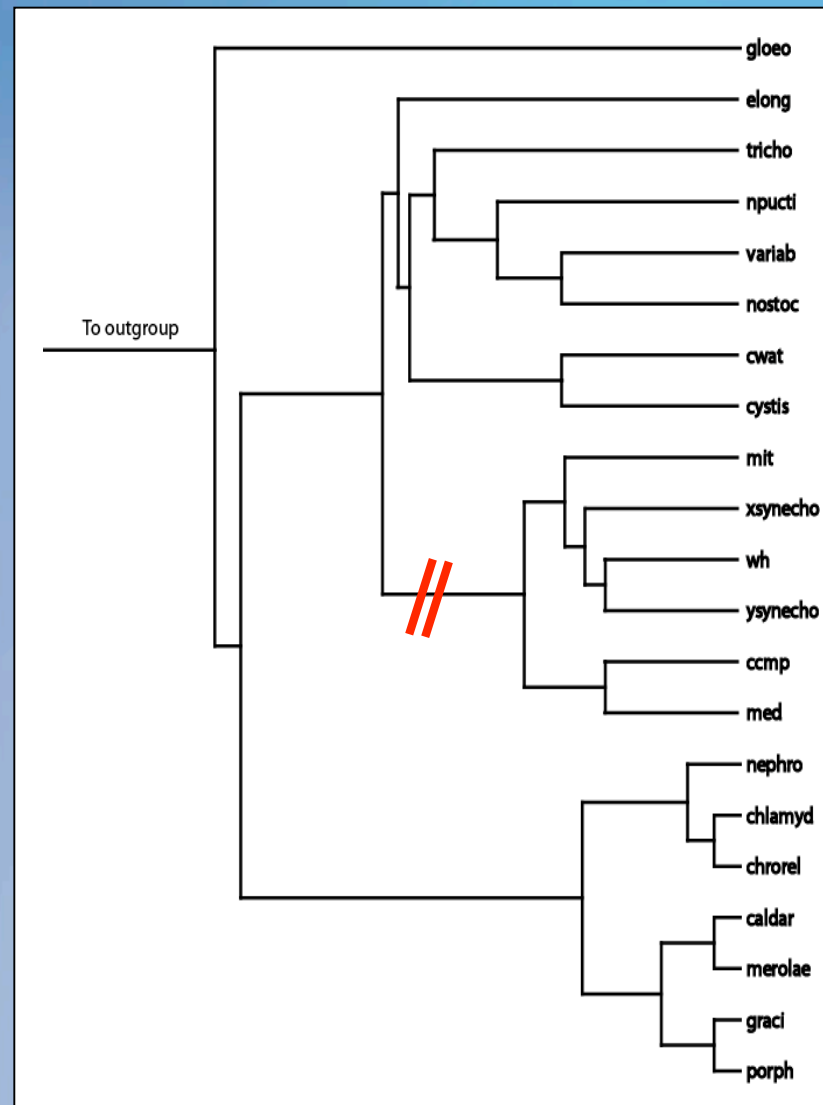 gloeo
elong
tricho
npucti
variab
To outgroup
nostoc
cwat
cystis
mit
xsynecho
wh
ysynecho
ccmp
med
nephro
chlamyd
chrorel
caldar
merolae
graci
porph